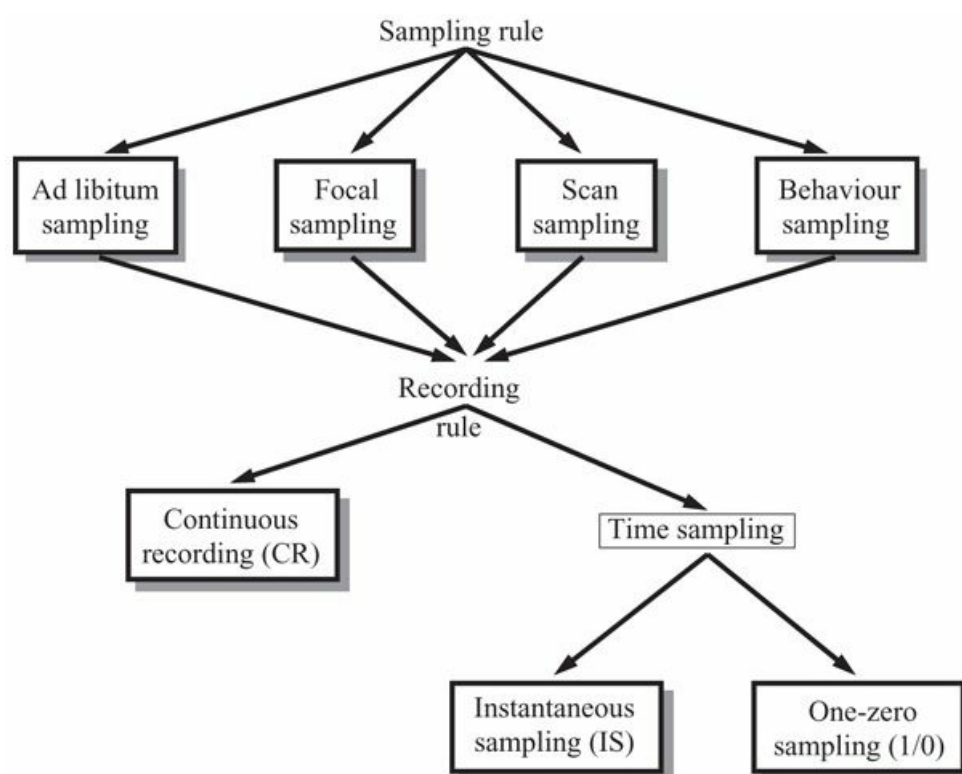 Sampling rule
Ad libitum
sampling
Focal
sampling
Scan
sampling
Behaviour
sampling
Recording
rule
Continuous
recording (CR)
Time sampling
Instantaneous
sampling (IS)
One-zero
sampling (1/0)